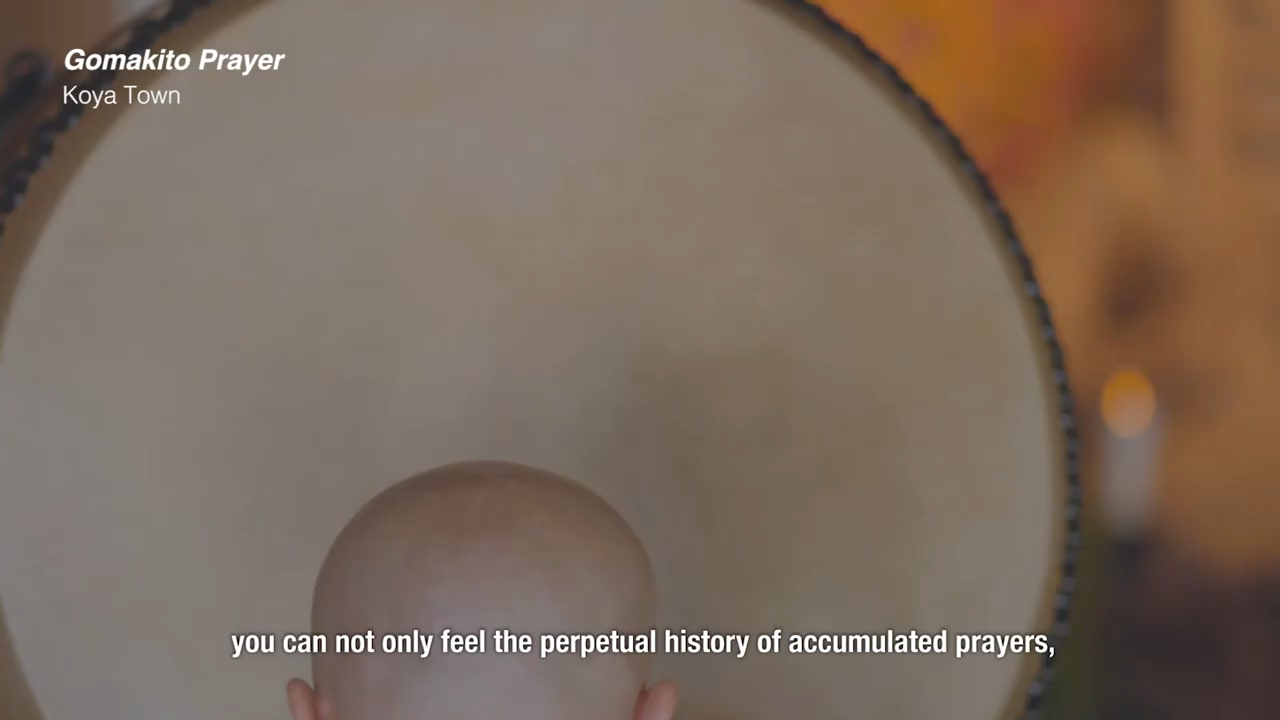 Gomakito Prayer
Koya Town
you can not only feel the perpetual history of accumulated prayers,